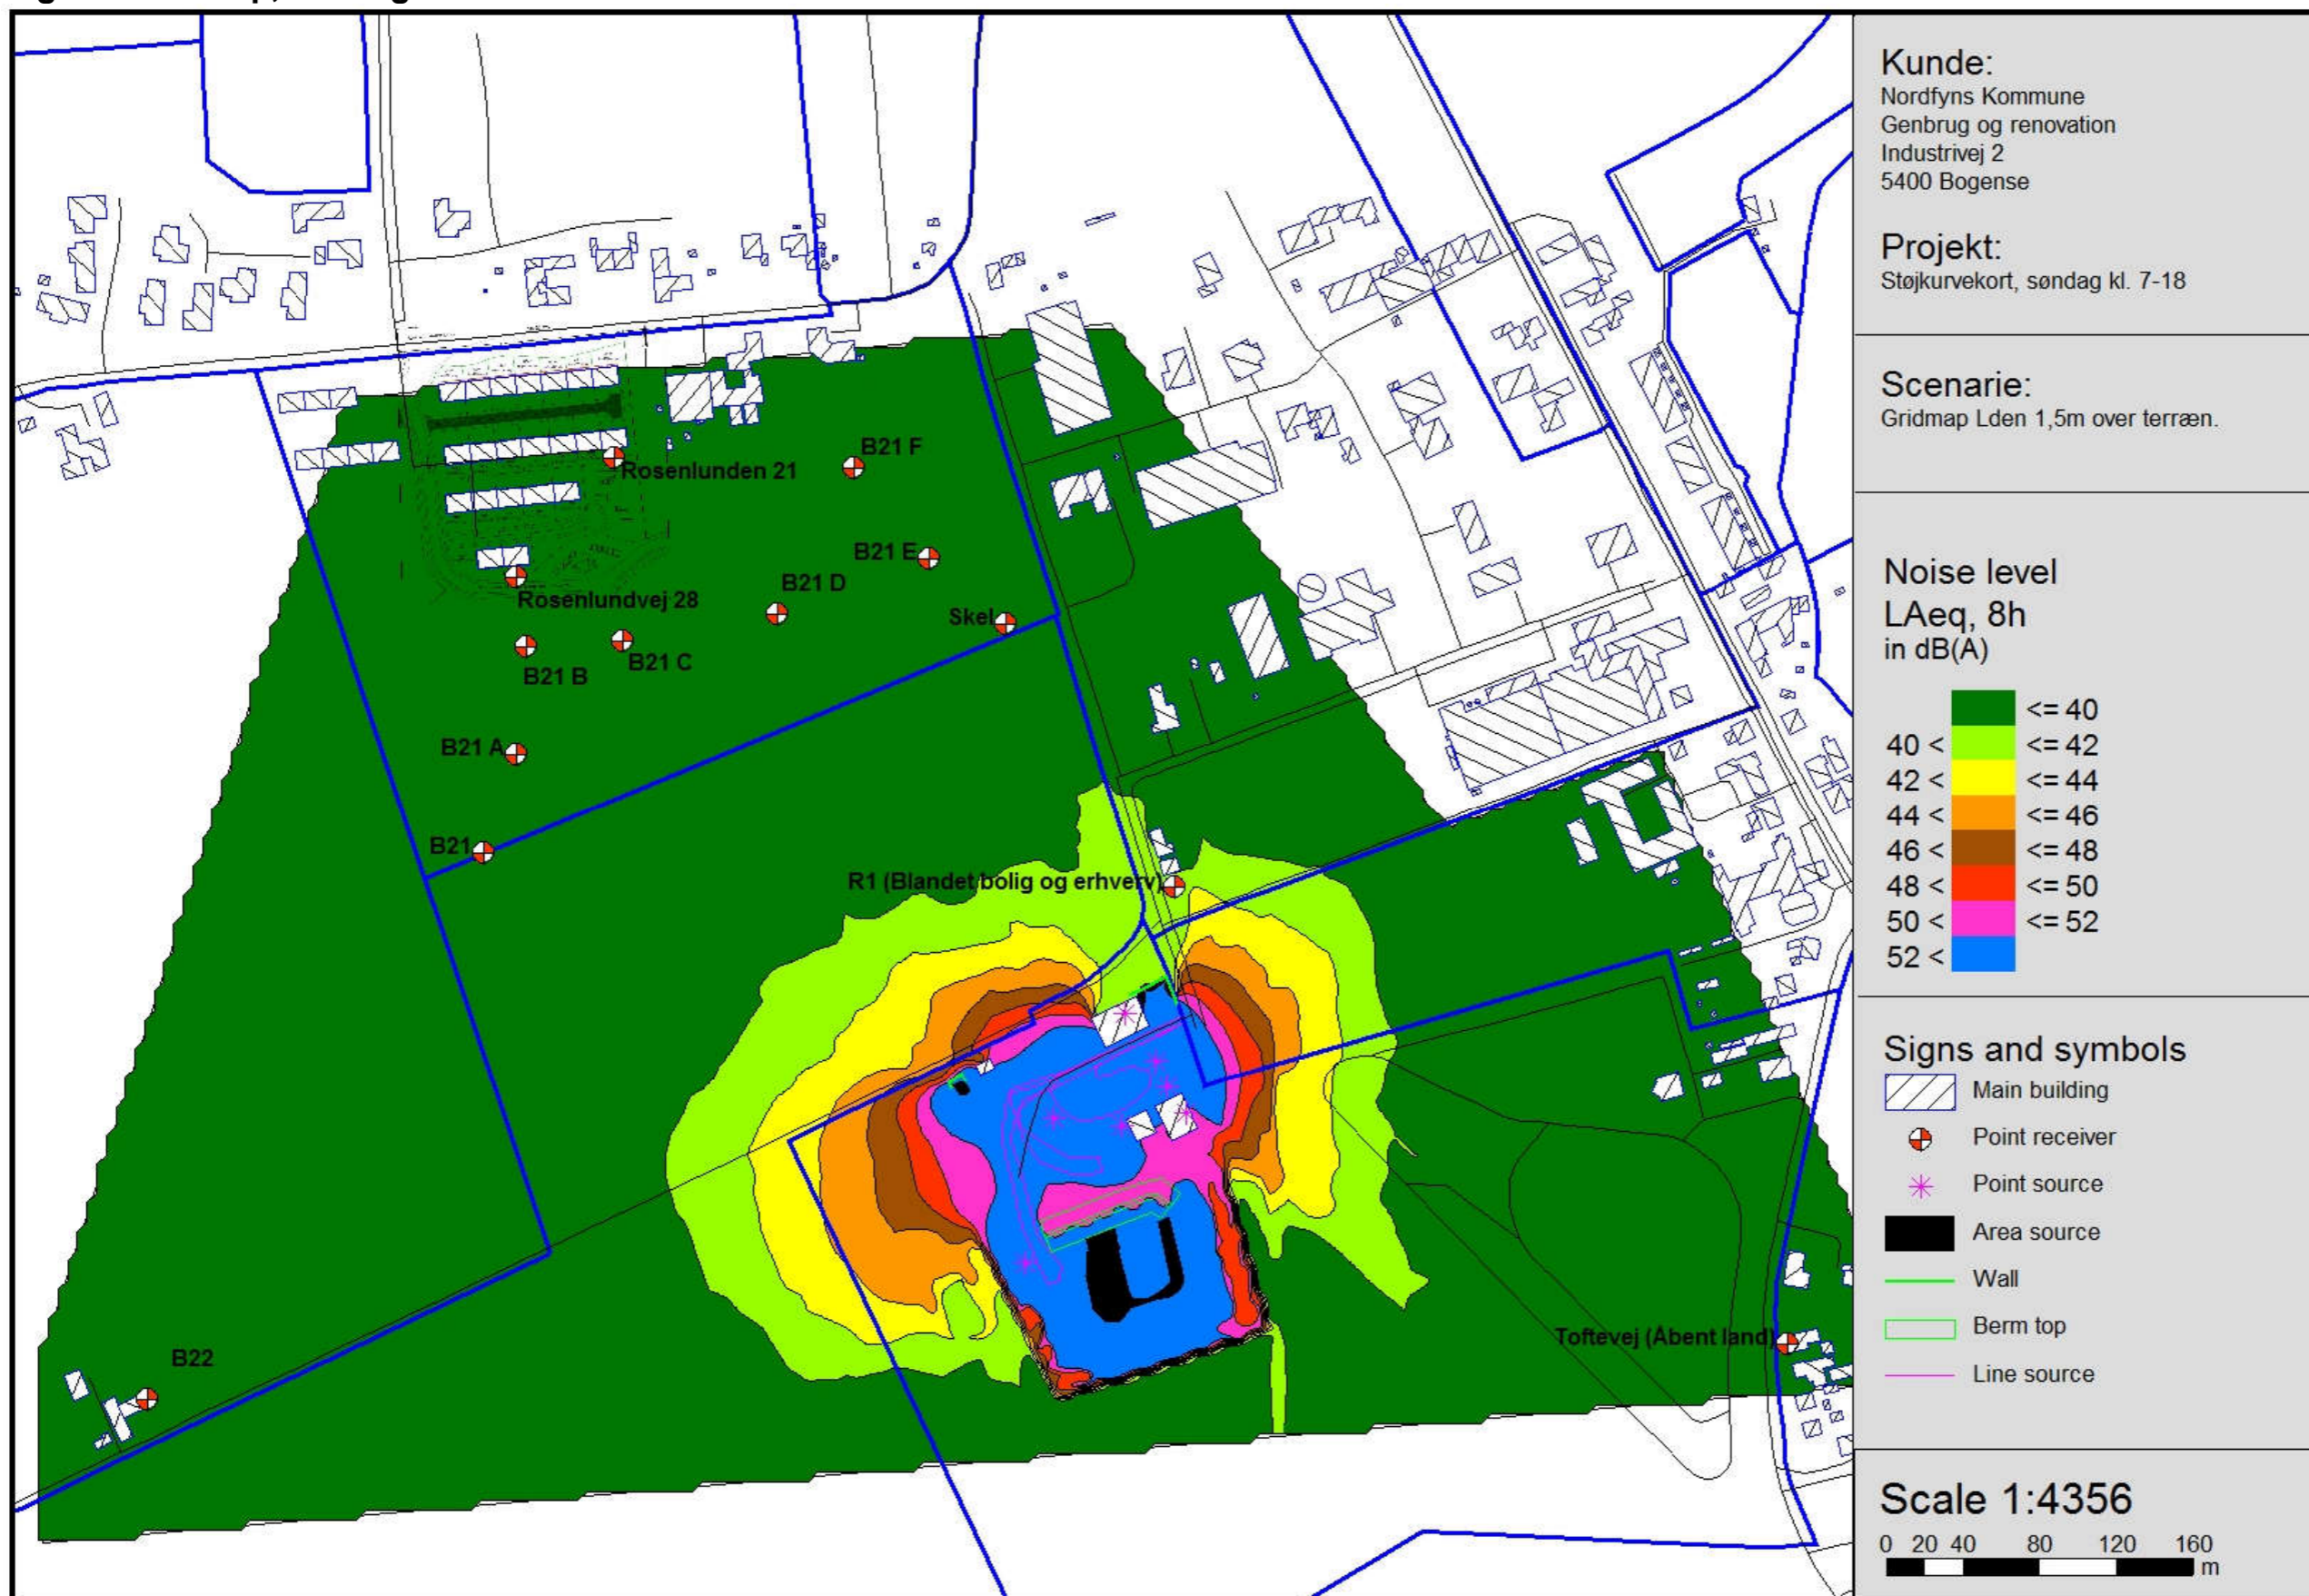 Kunde:
Nordfyns Kommune
Genbrug og renovation
Industrivej 2
5400 Bogense
Projekt:
Støjkurvekort, søndag kl. 7-18
Scenarie:
Gridmap Lden 1,5m over terræn.
Noise level
LAeq, 8h
in dB(A)
<= 40
40 < <= 42
42 < <= 44
44 < <= 46
46 < <= 48
48 < <= 50
50 < <= 52
52 <
Signs and symbols
Main building
Point receiver
Point source
Area source
Wall
Berm top
Line source
Scale 1:4356
0 20 40 80 120 160
m
B21 F
Rosenlunden 21
B21 E
B21 D
Rosenlundvej 28
Skel
B21 C
B21 B
B21 A
B21
R1 (Blandet bolig og erhverv)
Toftevej (Åbent land)
B22